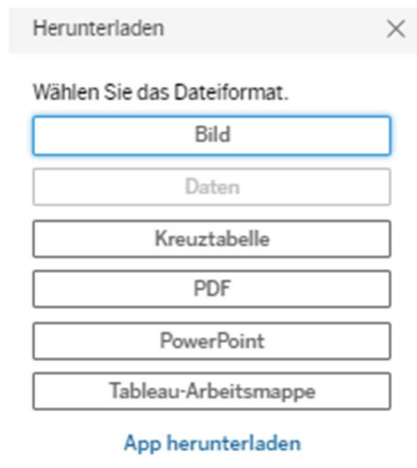 Herunterladen
Wählen Sie das Dateiformat.
Bild
Daten
Kreuztabelle
PDF
PowerPoint
Tableau-Arbeitsmappe
App herunterladen